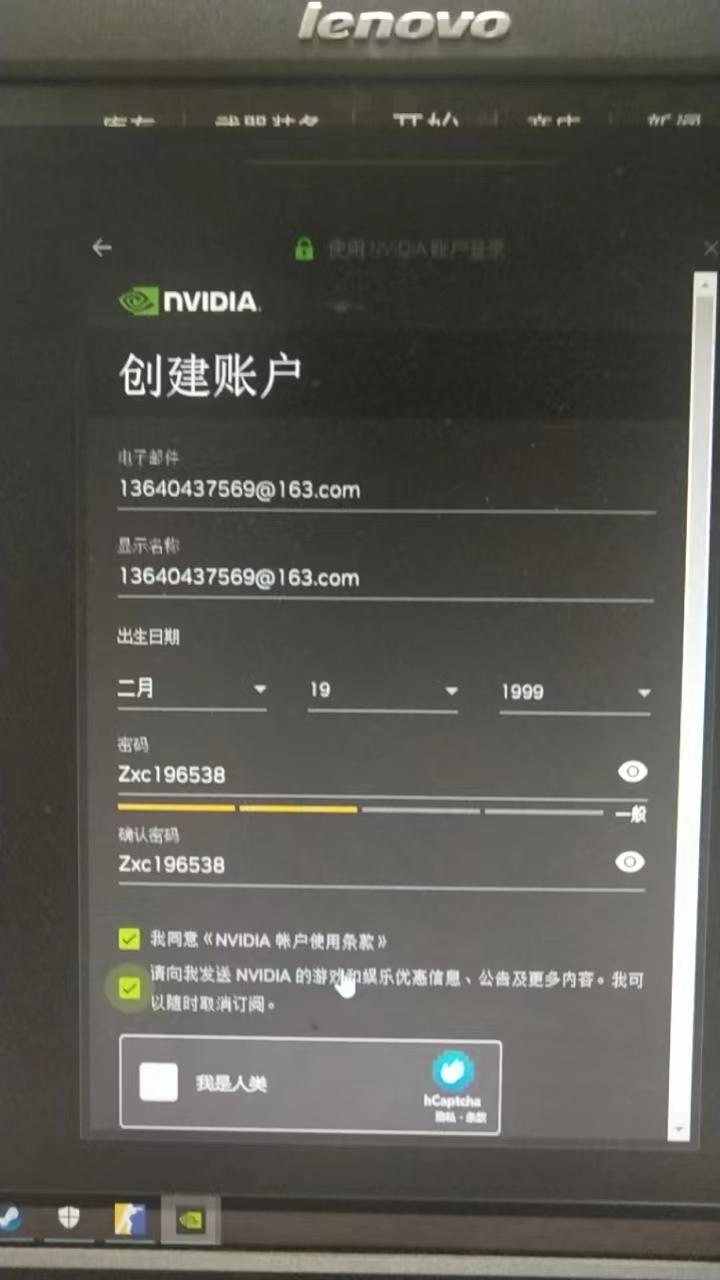 lenovo
开始
新闻
使用 NVIDIA 账户登录
NVIDIA.
创建账户
电子邮件
13640437569@163.com
显示名称
13640437569@163.com
出生日期
二月 19 1999
密码
Zxc196538
一般
确认密码
Zxc196538
我同意《NVIDIA 帐户使用条款》
请向我发送 NVIDIA 的游戏和娱乐优惠信息、公告及更多内容。我可
以随时取消订阅。
我是人类
hCaptcha
隐私 - 条款